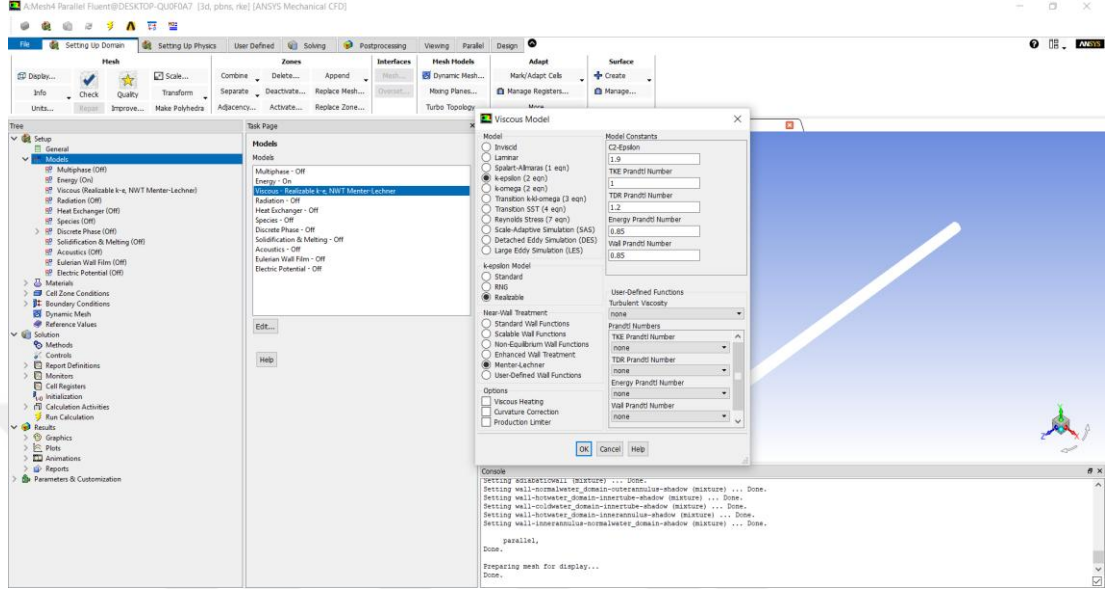 A:Mesh4 Parallel Fluent@DESKTOP-QU0F0A7 [3d, pbns, rke] [ANSYS Mechanical CFD]
File Setting Up Domain Setting Up Physics User Defined Solving Postprocessing Viewing Parallel Design
ANSYS
Mesh Zones Interfaces Mesh Models Adapt Surface
Display... Scale... Combine Delete... Append Mesh... Dynamic Mesh... Mark/Adapt Cells Create
Info Check Quality Transform Separate Deactivate... Replace Mesh... Overset... Mixing Planes... Manage Registers... Manage...
Units... Repair Improve... Make Polyhedra Adjacency... Activate... Replace Zone... Turbo Topology More
Tree
Setup
General
Models
Multiphase (Off)
Energy (On)
Viscous (Realizable k-e, NWT Menter-Lechner)
Radiation (Off)
Heat Exchanger (Off)
Species (Off)
Discrete Phase (Off)
Solidification & Melting (Off)
Acoustics (Off)
Eulerian Wall Film (Off)
Electric Potential (Off)
Materials
Cell Zone Conditions
Boundary Conditions
Dynamic Mesh
Reference Values
Solution
Methods
Controls
Report Definitions
Monitors
Cell Registers
Initialization
Calculation Activities
Run Calculation
Results
Graphics
Plots
Animations
Reports
Parameters & Customization
Task Page
Models
Models
Multiphase - Off
Energy - On
Viscous - Realizable k-e, NWT Menter-Lechner
Radiation - Off
Heat Exchanger - Off
Species - Off
Discrete Phase - Off
Solidification & Melting - Off
Acoustics - Off
Eulerian Wall Film - Off
Electric Potential - Off
Edit...
Help
Viscous Model
Model
Inviscid
Laminar
Spalart-Allmaras (1 eqn)
k-epsilon (2 eqn)
k-omega (2 eqn)
Transition k-kl-omega (3 eqn)
Transition SST (4 eqn)
Reynolds Stress (7 eqn)
Scale-Adaptive Simulation (SAS)
Detached Eddy Simulation (DES)
Large Eddy Simulation (LES)
k-epsilon Model
Standard
RNG
Realizable
Near-Wall Treatment
Standard Wall Functions
Scalable Wall Functions
Non-Equilibrium Wall Functions
Enhanced Wall Treatment
Menter-Lechner
User-Defined Wall Functions
Options
Viscous Heating
Curvature Correction
Production Limiter
Model Constants
C2-Epsilon
1.9
TKE Prandtl Number
1
TDR Prandtl Number
1.2
Energy Prandtl Number
0.85
Wall Prandtl Number
0.85
User-Defined Functions
Turbulent Viscosity
none
Prandtl Numbers
TKE Prandtl Number
none
TDR Prandtl Number
none
Energy Prandtl Number
none
Wall Prandtl Number
none
OK Cancel Help
Console
Setting adiabaticwall (mixture) ... Done.
Setting wall-normalwater_domain-outerannulus-shadow (mixture) ... Done.
Setting wall-hotwater_domain-innertube-shadow (mixture) ... Done.
Setting wall-coldwater_domain-innertube-shadow (mixture) ... Done.
Setting wall-hotwater_domain-innerannulus-shadow (mixture) ... Done.
Setting wall-innerannulus-normalwater_domain-shadow (mixture) ... Done.
parallel,
Done.
Preparing mesh for display...
Done.